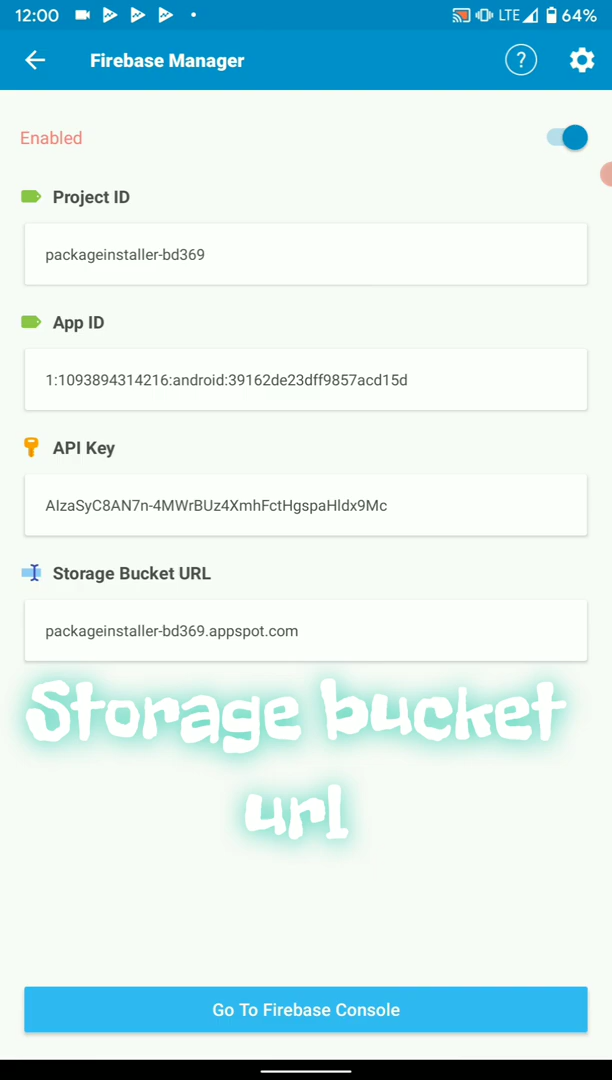 12:00 LTE 64%
Firebase Manager ?
Enabled
Project ID
packageinstaller-bd369
App ID
1:1093894314216:android:39162de23dff9857acd15d
API Key
AIzaSyC8AN7n-4MWrBUz4XmhFctHgspaHldx9Mc
Storage Bucket URL
packageinstaller-bd369.appspot.com
Storage bucket
url
Go To Firebase Console